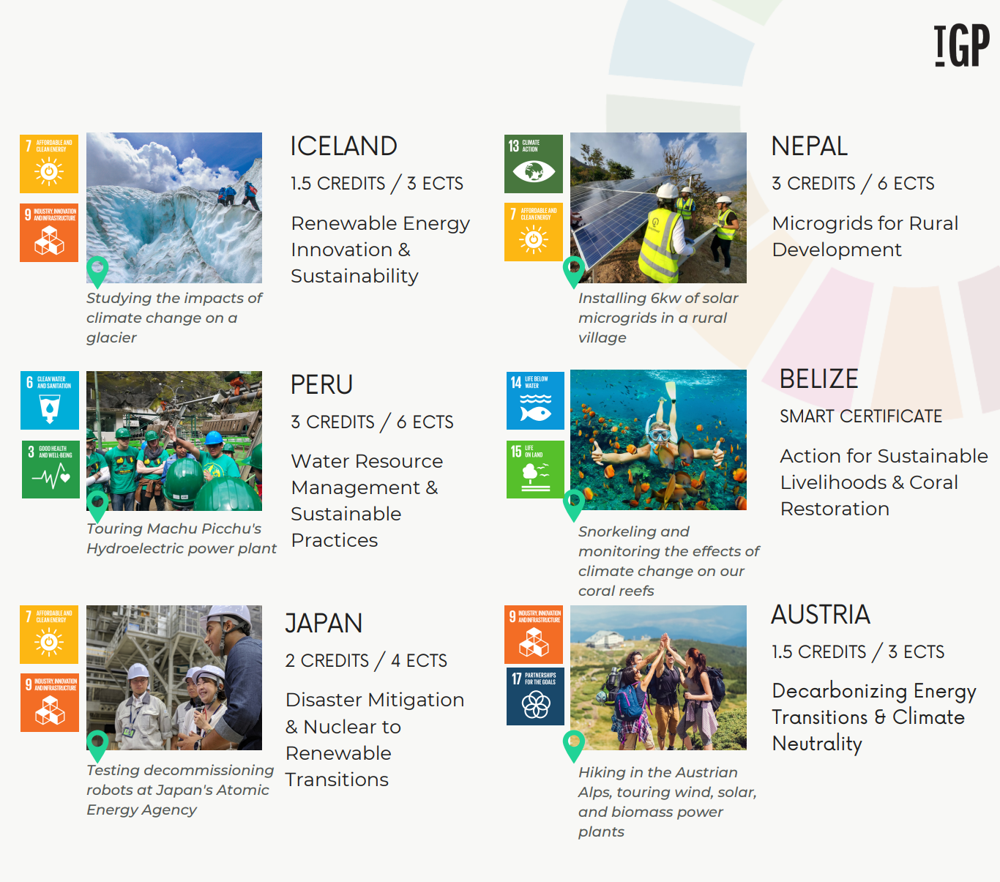 IGP
7 AFFORDABLE AND
CLEAN ENERGY
9 INDUSTRY, INNOVATION
AND INFRASTRUCTURE
ICELAND
1.5 CREDITS / 3 ECTS
Renewable Energy
Innovation &
Sustainability
Studying the impacts of
climate change on a
glacier
13 CLIMATE
ACTION
7 AFFORDABLE AND
CLEAN ENERGY
NEPAL
3 CREDITS / 6 ECTS
Microgrids for Rural
Development
Installing 6kw of solar
microgrids in a rural
village
6 CLEAN WATER
AND SANITATION
3 GOOD HEALTH
AND WELL-BEING
PERU
3 CREDITS / 6 ECTS
Water Resource
Management &
Sustainable
Practices
Touring Machu Picchu's
Hydroelectric power plant
14 LIFE BELOW
WATER
15 LIFE
ON LAND
BELIZE
SMART CERTIFICATE
Action for Sustainable
Livelihoods & Coral
Restoration
Snorkeling and
monitoring the effects of
climate change on our
coral reefs
7 AFFORDABLE AND
CLEAN ENERGY
9 INDUSTRY, INNOVATION
AND INFRASTRUCTURE
JAPAN
2 CREDITS / 4 ECTS
Disaster Mitigation
& Nuclear to
Renewable
Transitions
Testing decommissioning
robots at Japan's Atomic
Energy Agency
9 INDUSTRY, INNOVATION
AND INFRASTRUCTURE
17 PARTNERSHIPS
FOR THE GOALS
AUSTRIA
1.5 CREDITS / 3 ECTS
Decarbonizing Energy
Transitions & Climate
Neutrality
Hiking in the Austrian
Alps, touring wind, solar,
and biomass power
plants